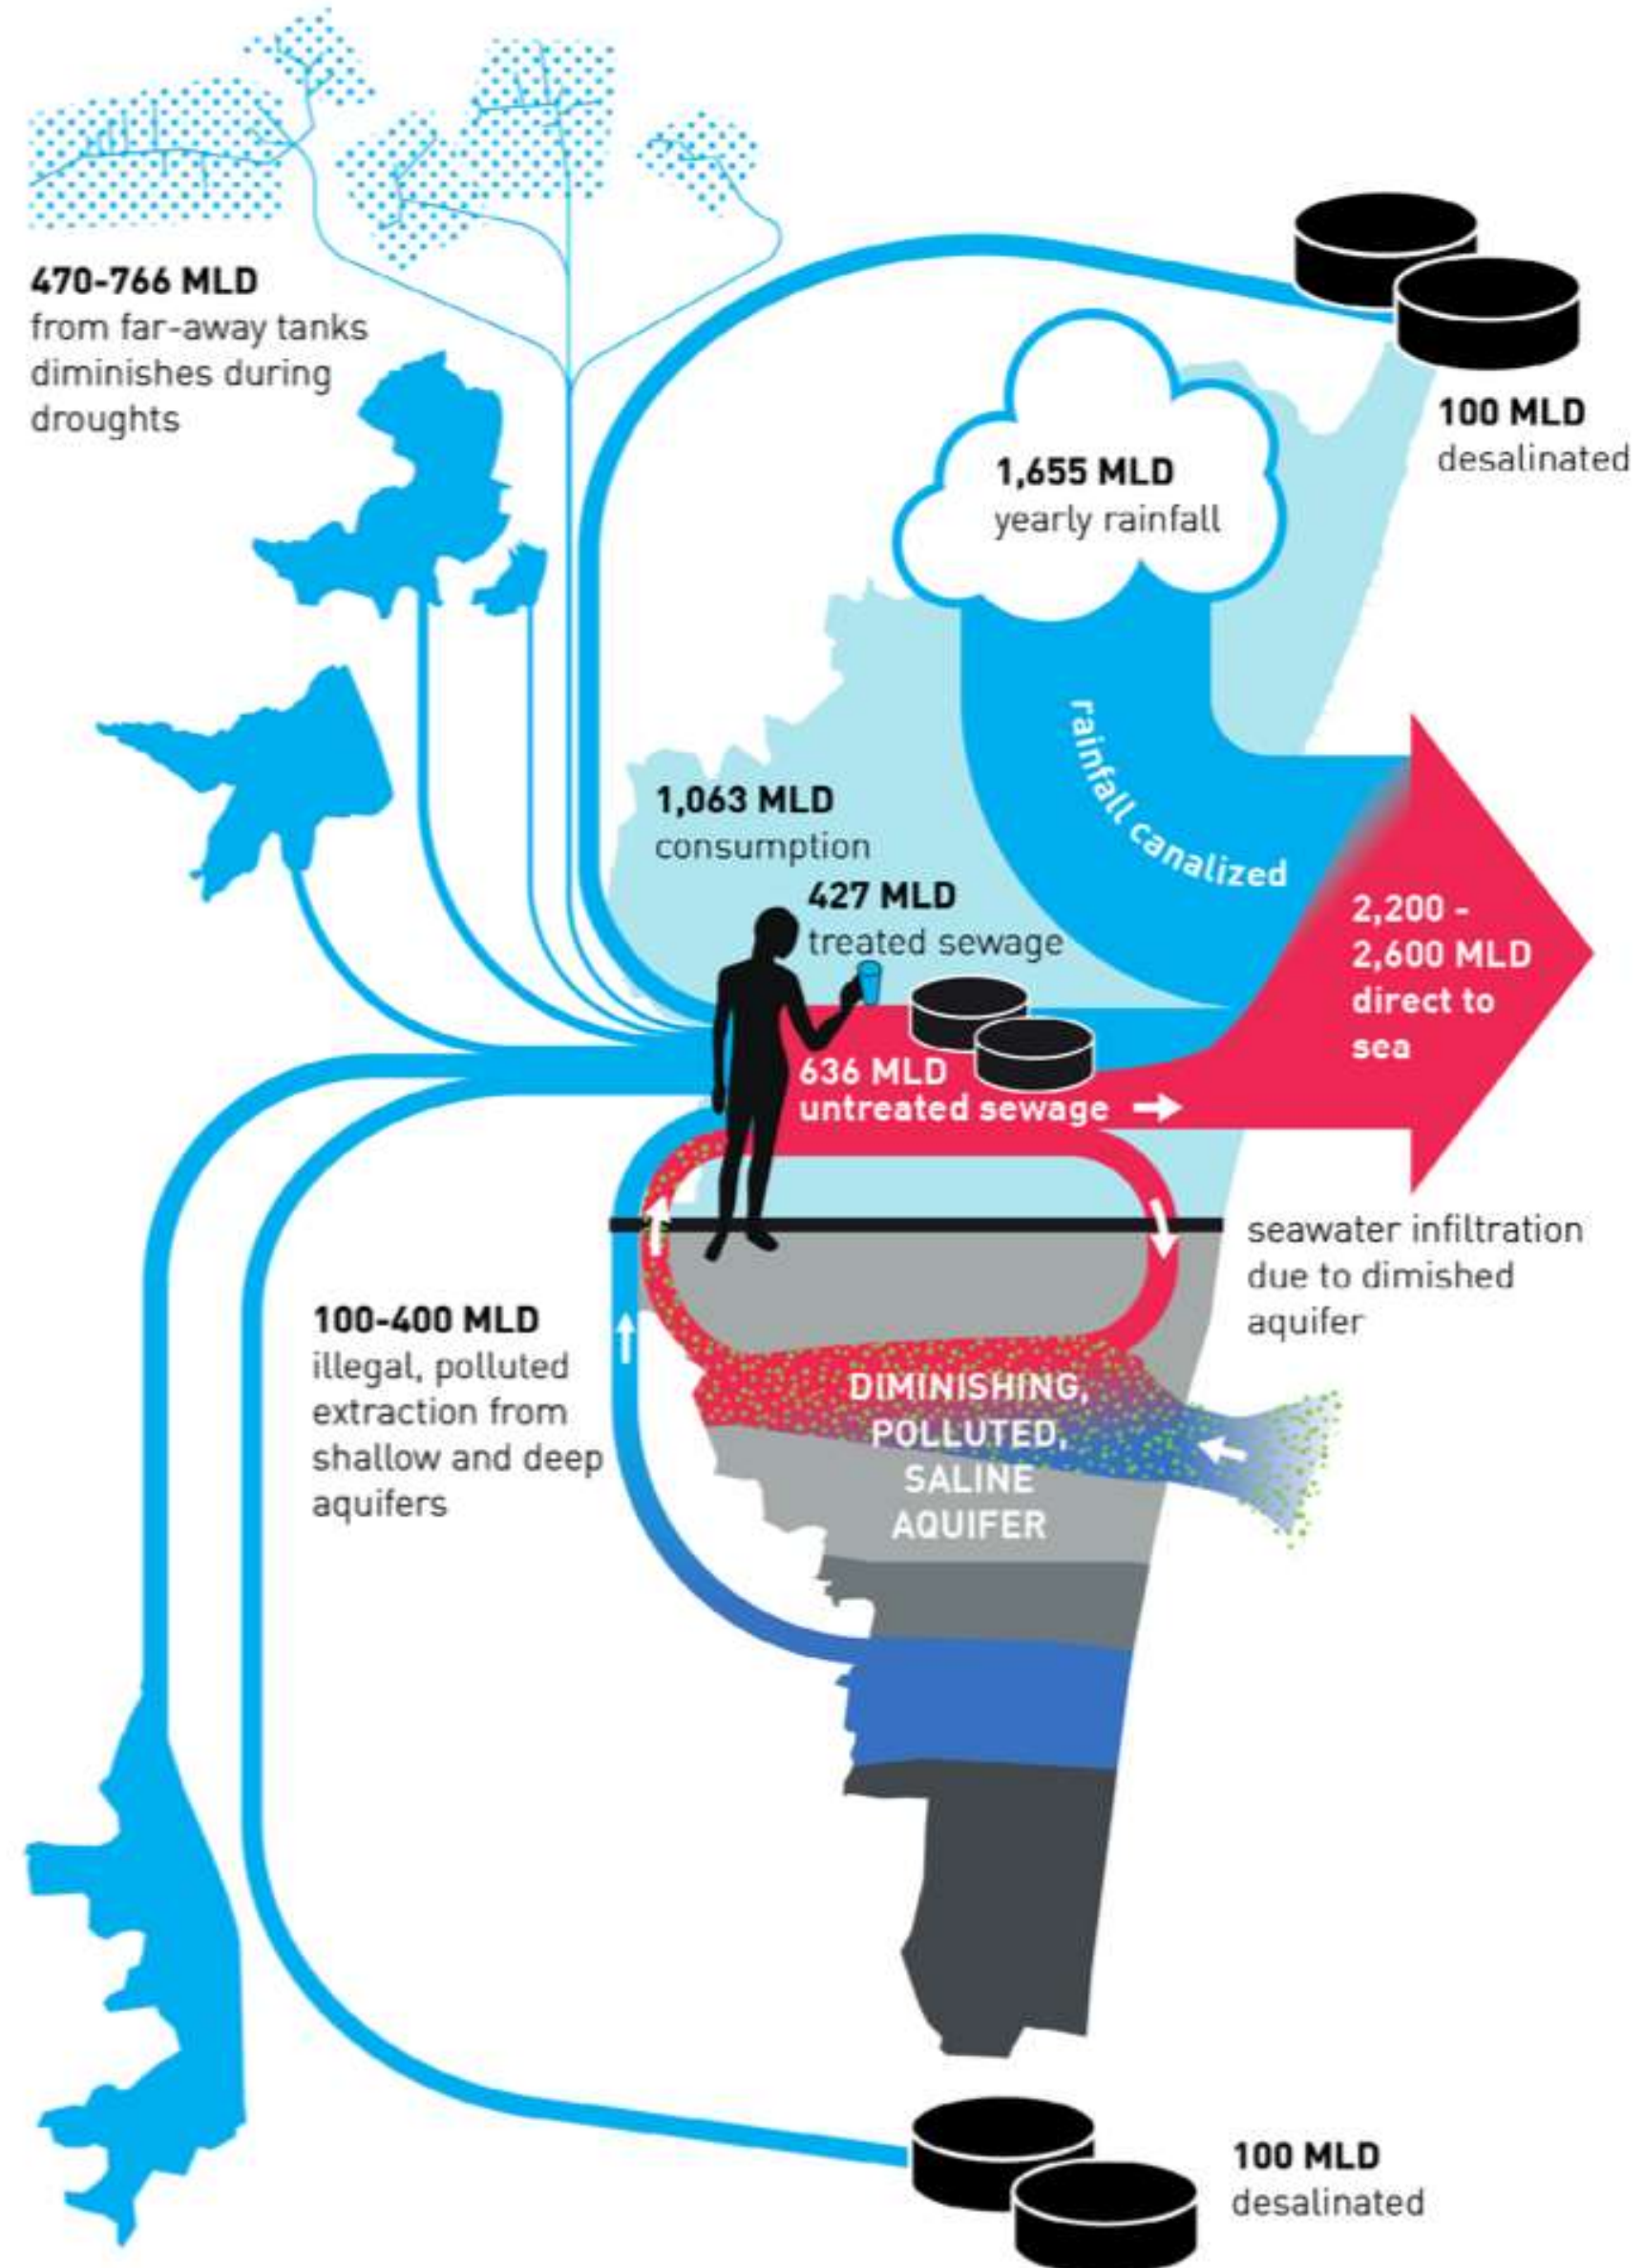 470-766 MLD
from far-away tanks
diminishes during
droughts
100 MLD
desalinated
1,655 MLD
yearly rainfall
rainfall canalized
1,063 MLD
consumption
427 MLD
treated sewage
2,200 -
2,600 MLD
direct to
sea
636 MLD
untreated sewage
seawater infiltration
due to dimished
aquifer
100-400 MLD
illegal, polluted
extraction from
shallow and deep
aquifers
DIMINISHING,
POLLUTED,
SALINE
AQUIFER
100 MLD
desalinated